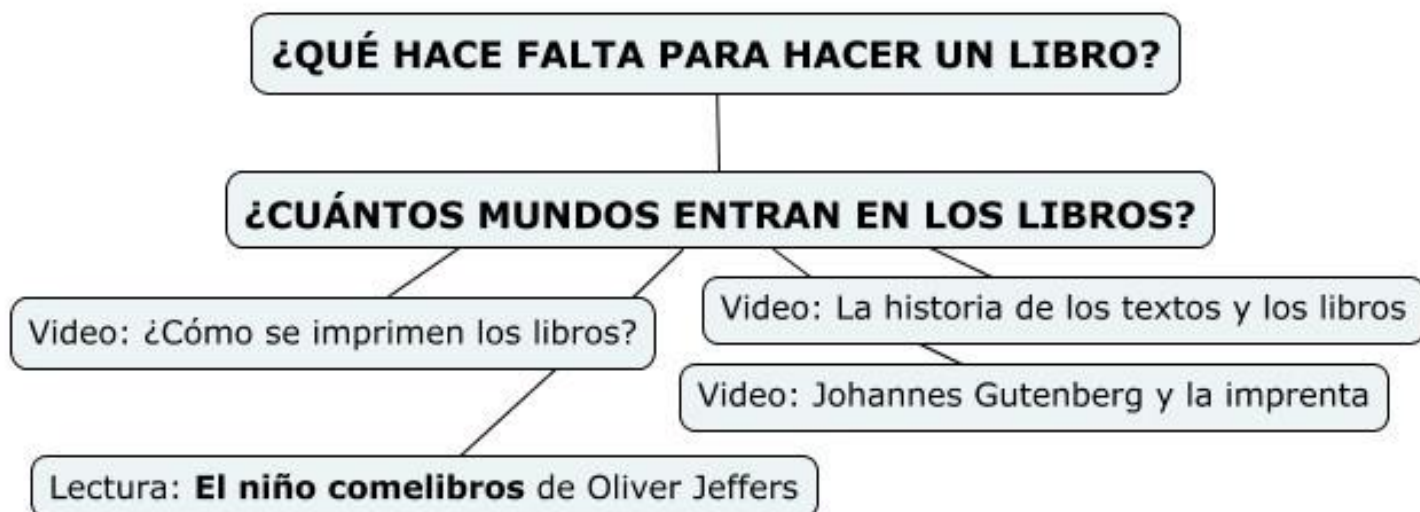 ¿QUÉ HACE FALTA PARA HACER UN LIBRO?
¿CUÁNTOS MUNDOS ENTRAN EN LOS LIBROS?
Video: ¿Cómo se imprimen los libros?
Video: La historia de los textos y los libros
Video: Johannes Gutenberg y la imprenta
Lectura: El niño comelibros de Oliver Jeffers